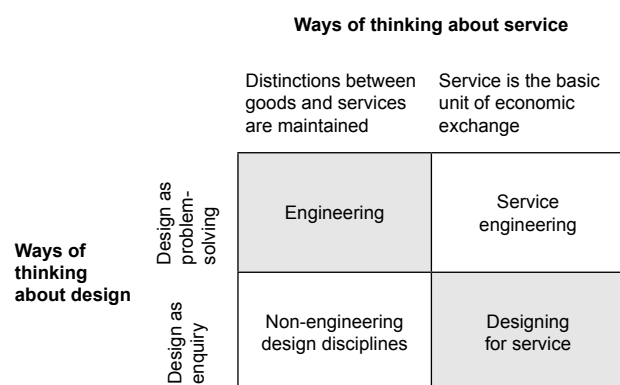 Ways of thinking about service
Distinctions between
goods and services
are maintained
Service is the basic
unit of economic
exchange
Ways of
thinking
about design
Design as
problem-
solving
Engineering
Service
engineering
Design as
enquiry
Non-engineering
design disciplines
Designing
for service